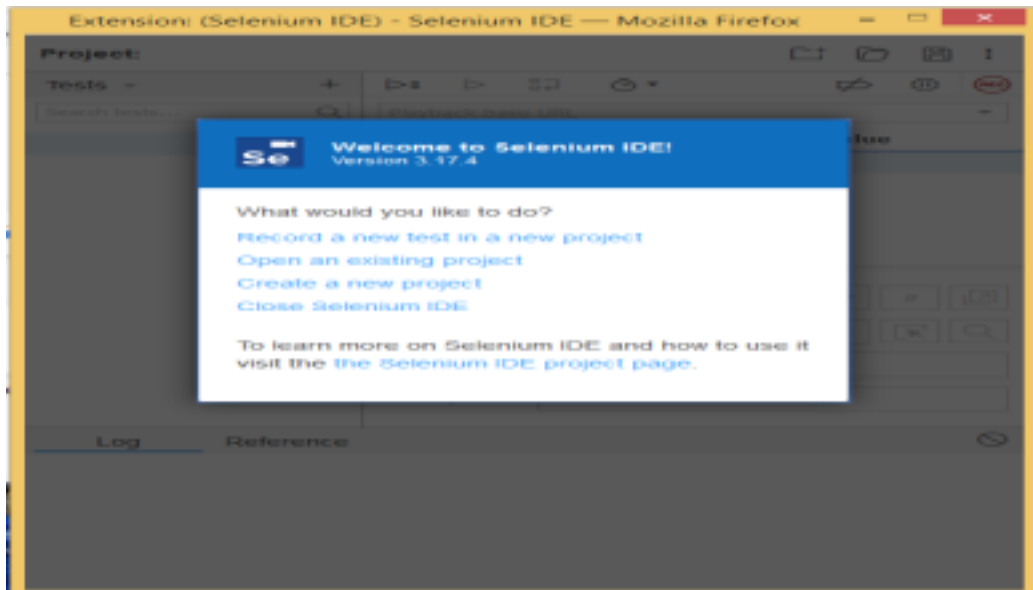 Extension: (Selenium IDE) - Selenium IDE — Mozilla Firefox
Project:
Tests
Search tests...
Playback base URL
Se
Welcome to Selenium IDE!
Version 3.17.4
What would you like to do?
Record a new test in a new project
Open an existing project
Create a new project
Close Selenium IDE
To learn more on Selenium IDE and how to use it
visit the the Selenium IDE project page.
Log Reference